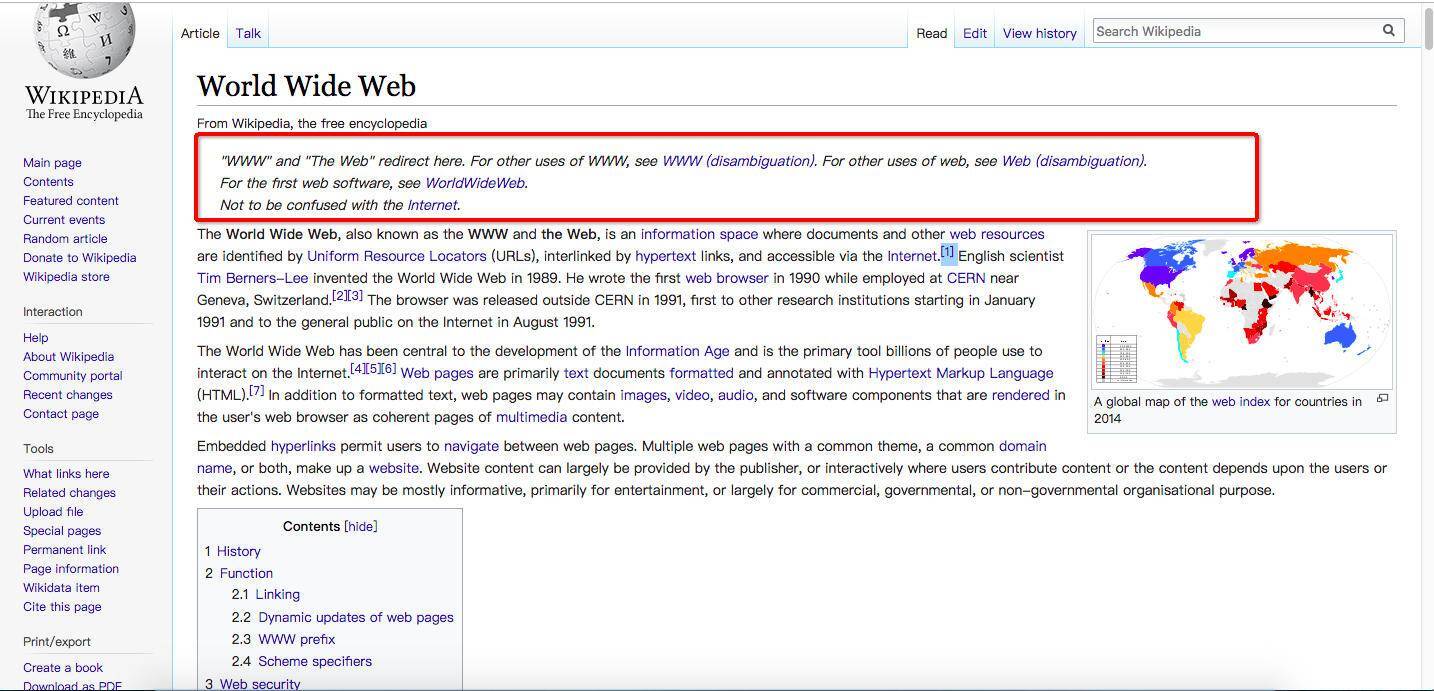 Article
Talk
Read
Edit
View history
Search Wikipedia
WIKIPEDIA
The Free Encyclopedia
Main page
Contents
Featured content
Current events
Random article
Donate to Wikipedia
Wikipedia store
Interaction
Help
About Wikipedia
Community portal
Recent changes
Contact page
Tools
What links here
Related changes
Upload file
Special pages
Permanent link
Page information
Wikidata item
Cite this page
Print/export
Create a book
Download as PDF
World Wide Web
From Wikipedia, the free encyclopedia
"WWW" and "The Web" redirect here. For other uses of WWW, see WWW (disambiguation). For other uses of web, see Web (disambiguation).
For the first web software, see WorldWideWeb.
Not to be confused with the Internet.
The World Wide Web, also known as the WWW and the Web, is an information space where documents and other web resources
are identified by Uniform Resource Locators (URLs), interlinked by hypertext links, and accessible via the Internet.[1] English scientist
Tim Berners-Lee invented the World Wide Web in 1989. He wrote the first web browser in 1990 while employed at CERN near
Geneva, Switzerland.[2][3] The browser was released outside CERN in 1991, first to other research institutions starting in January
1991 and to the general public on the Internet in August 1991.
The World Wide Web has been central to the development of the Information Age and is the primary tool billions of people use to
interact on the Internet.[4][5][6] Web pages are primarily text documents formatted and annotated with Hypertext Markup Language
(HTML).[7] In addition to formatted text, web pages may contain images, video, audio, and software components that are rendered in
the user's web browser as coherent pages of multimedia content.
A global map of the web index for countries in
2014
Embedded hyperlinks permit users to navigate between web pages. Multiple web pages with a common theme, a common domain
name, or both, make up a website. Website content can largely be provided by the publisher, or interactively where users contribute content or the content depends upon the users or
their actions. Websites may be mostly informative, primarily for entertainment, or largely for commercial, governmental, or non-governmental organisational purpose.
Contents [hide]
1 History
2 Function
2.1 Linking
2.2 Dynamic updates of web pages
2.3 WWW prefix
2.4 Scheme specifiers
3 Web security